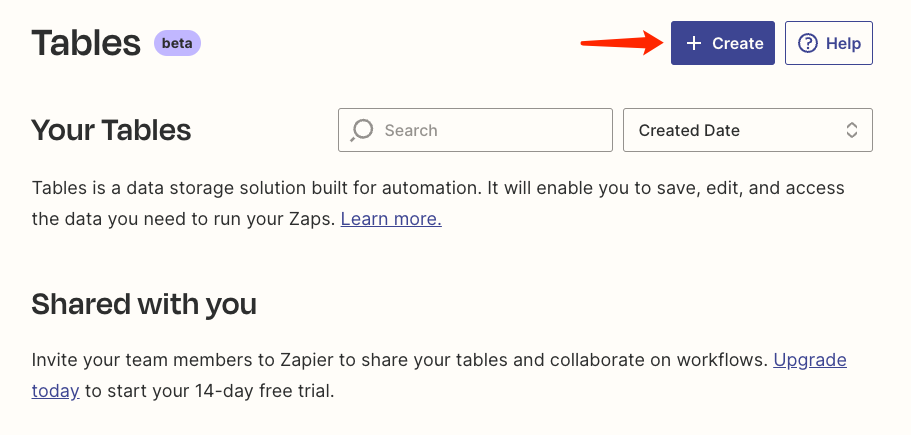 Tables beta
+ Create
Help
Your Tables
Search
Created Date
Tables is a data storage solution built for automation. It will enable you to save, edit, and access
the data you need to run your Zaps. Learn more.
Shared with you
Invite your team members to Zapier to share your tables and collaborate on workflows. Upgrade
today to start your 14-day free trial.